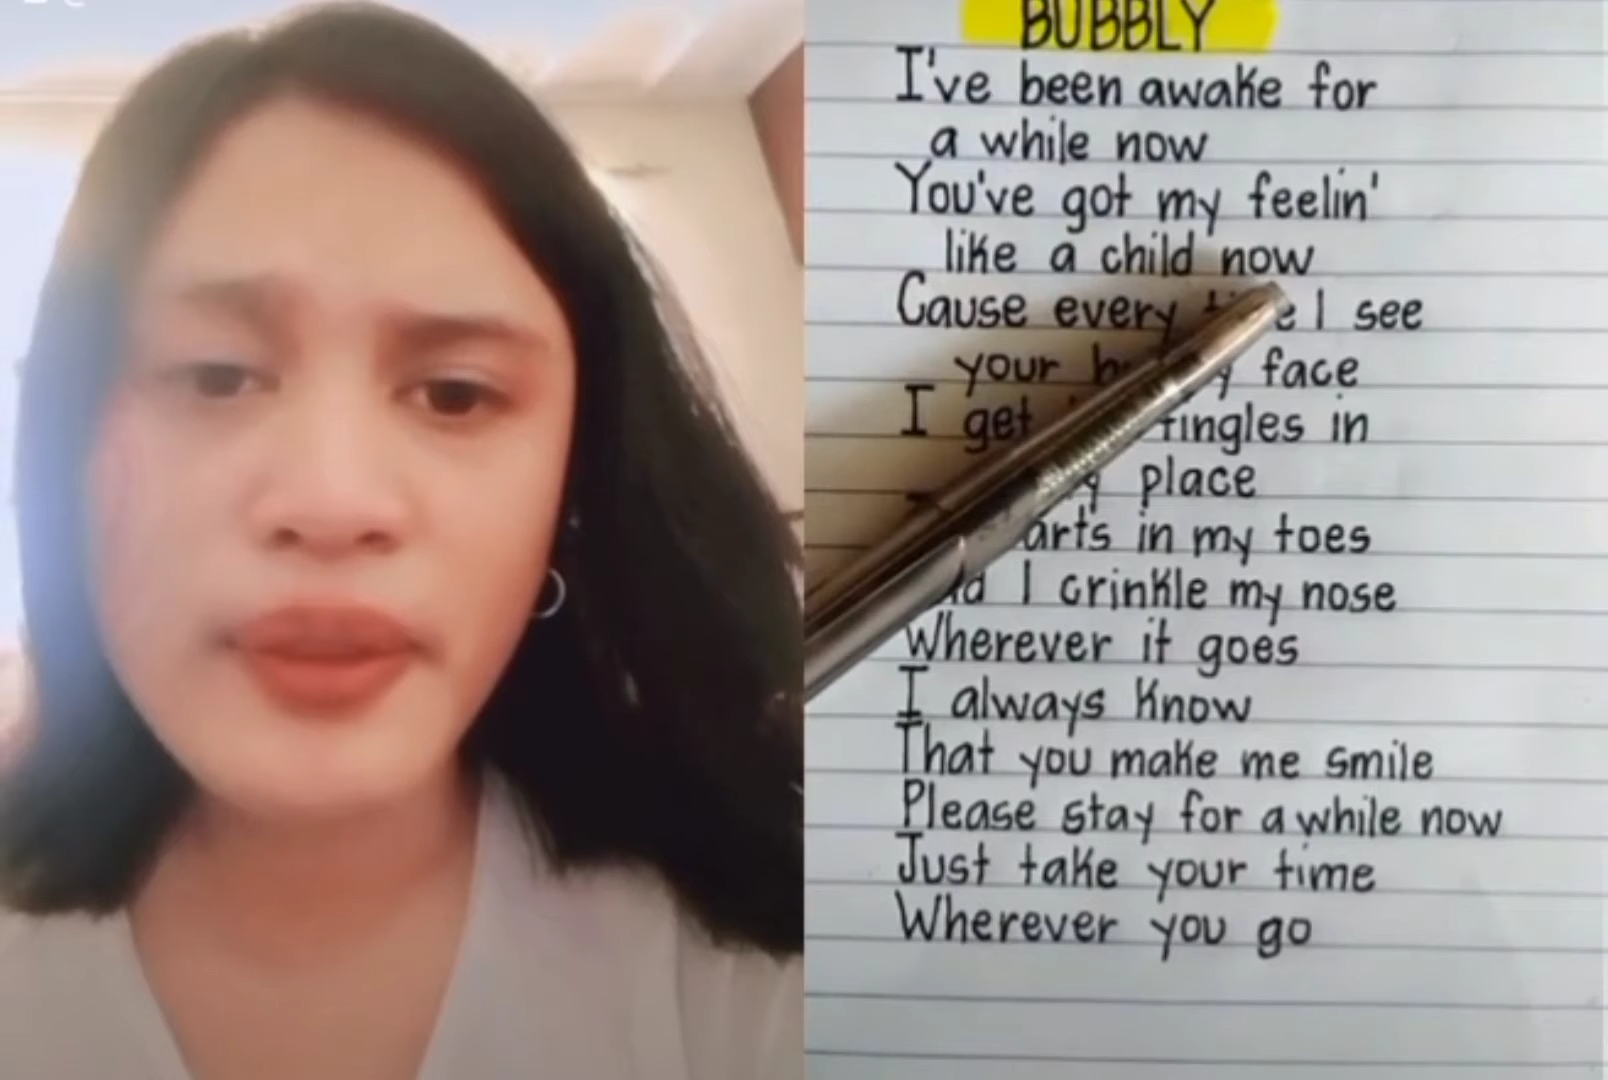 BUBBLY
I've been awake for
a while now
You've got my feelin'
like a child now
Cause every I see
your face
I get tingles in
place
in my toes
I crinkle my nose
Wherever it goes
I always know
That you make me smile
Please stay for a while now
Just take your time
Wherever you go